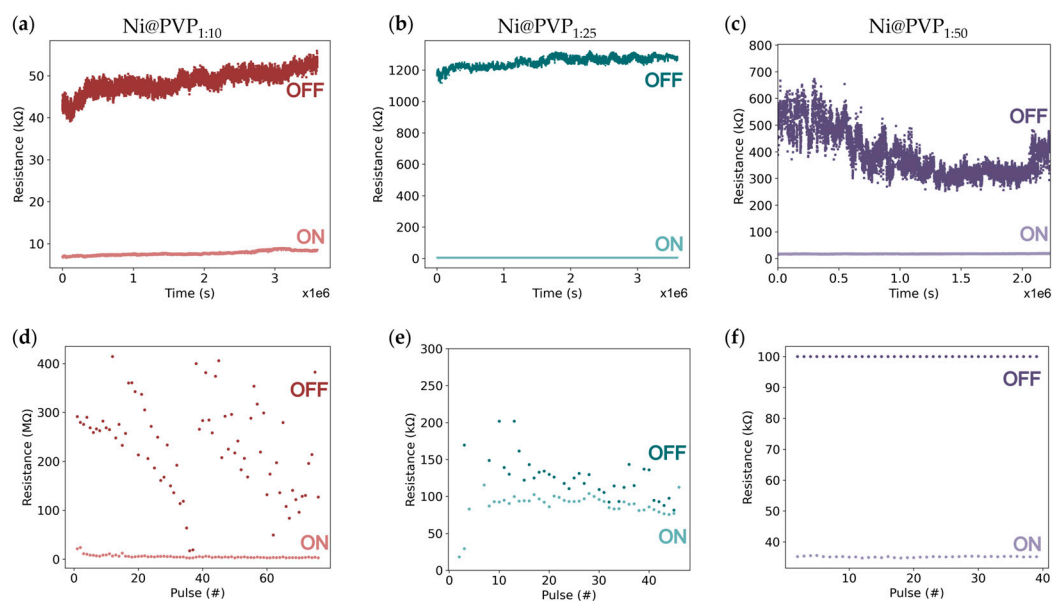 (a) Ni@PVP1:10
(b) Ni@PVP1:25
(c) Ni@PVP1:50
Resistance (kΩ)
50
40
30
20
10
OFF
ON
0 1 2 3
Time (s) x1e6
Resistance (kΩ)
1200
1000
800
600
400
200
0
OFF
ON
0 1 2 3
Time (s) x1e6
Resistance (kΩ)
800
700
600
500
400
300
200
100
0
OFF
ON
0.0 0.5 1.0 1.5 2.0
Time (s) x1e6
(d)
Resistance (MΩ)
400
300
200
100
0
OFF
ON
0 20 40 60
Pulse (#)
(e)
Resistance (kΩ)
300
250
200
150
100
50
0
OFF
ON
0 10 20 30 40
Pulse (#)
(f)
Resistance (kΩ)
100
90
80
70
60
50
40
OFF
ON
10 20 30 40
Pulse (#)